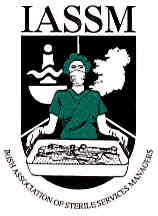 IASSM
IRISH ASSOCIATION OF STERILE SERVICES MANAGERS